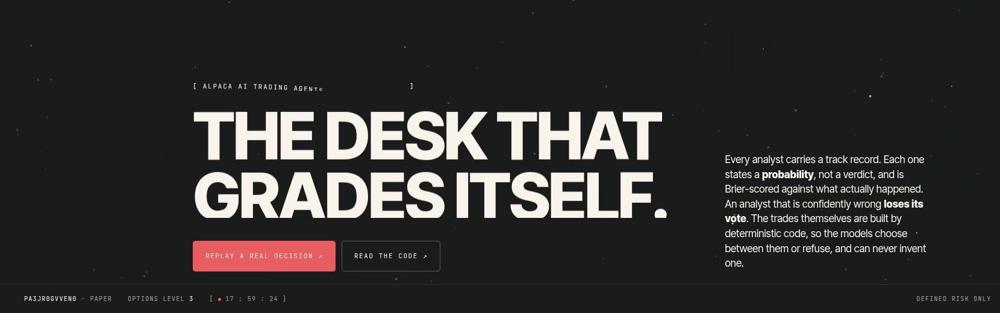 [ ALPACA AI TRADING AGENTS ]
THE DESK THAT
GRADES ITSELF.
Every analyst carries a track record. Each one
states a probability, not a verdict, and is
Brier-scored against what actually happened.
An analyst that is confidently wrong loses its
vote. The trades themselves are built by
deterministic code, so the models choose
between them or refuse, and can never invent
one.
REPLAY A REAL DECISION ↗
READ THE CODE ↗
PA3JR0GVVEN0 · PAPER
OPTIONS LEVEL 3
[ ● 17 : 59 : 24 ]
DEFINED RISK ONLY